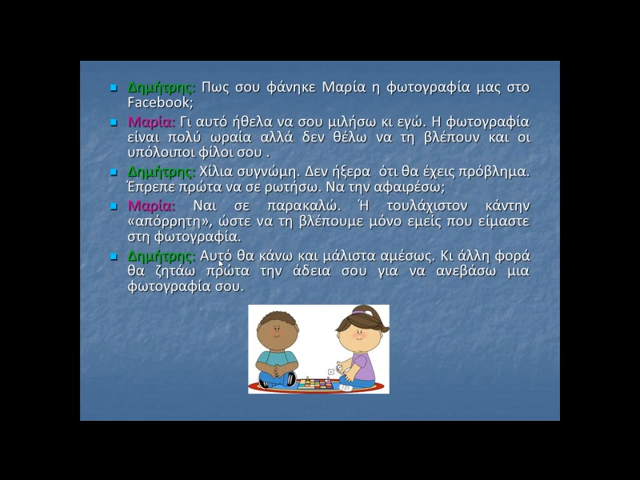 Δημήτρης: Πως σου φάνηκε Μαρία η φωτογραφία μας στο
Facebook;
Μαρία: Γι αυτό ήθελα να σου μιλήσω κι εγώ. Η φωτογραφία
είναι πολύ ωραία αλλά δεν θέλω να τη βλέπουν και οι
υπόλοιποι φίλοι σου .
Δημήτρης: Χίλια συγνώμη. Δεν ήξερα ότι θα έχεις πρόβλημα.
Έπρεπε πρώτα να σε ρωτήσω. Να την αφαιρέσω;
Μαρία: Ναι σε παρακαλώ. Ή τουλάχιστον κάντην
«απόρρητη», ώστε να τη βλέπουμε μόνο εμείς που είμαστε
στη φωτογραφία.
Δημήτρης: Αυτό θα κάνω και μάλιστα αμέσως. Κι άλλη φορά
θα ζητάω πρώτα την άδεια σου για να ανεβάσω μια
φωτογραφία σου.